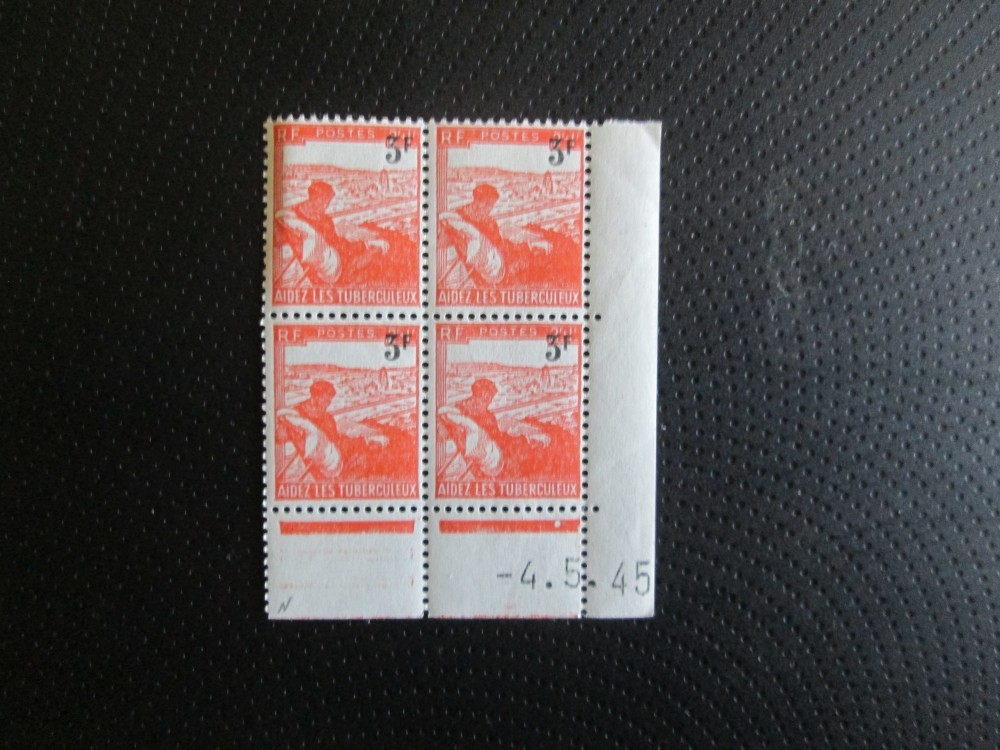 RF POSTES
3F
AIDEZ LES TUBERCULEUX
RF POSTES
3F
AIDEZ LES TUBERCULEUX
RF POSTES
3F
AIDEZ LES TUBERCULEUX
RF POSTES
3F
AIDEZ LES TUBERCULEUX
-4.5.45
N